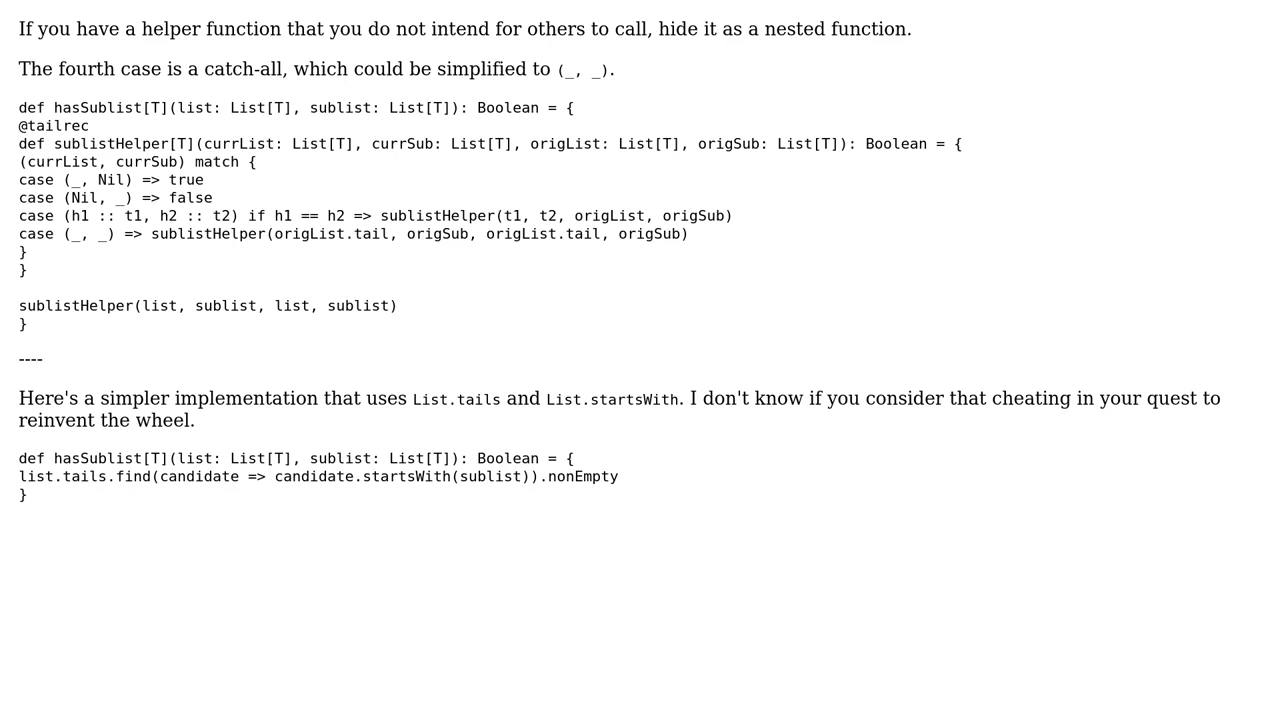 If you have a helper function that you do not intend for others to call, hide it as a nested function.
The fourth case is a catch-all, which could be simplified to (_, _).
def hasSublist[T](list: List[T], sublist: List[T]): Boolean = {
@tailrec
def sublistHelper[T](currList: List[T], currSub: List[T], origList: List[T], origSub: List[T]): Boolean = {
(currList, currSub) match {
case (_, Nil) => true
case (Nil, _) => false
case (h1 :: t1, h2 :: t2) if h1 == h2 => sublistHelper(t1, t2, origList, origSub)
case (_, _) => sublistHelper(origList.tail, origSub, origList.tail, origSub)
}
}
sublistHelper(list, sublist, list, sublist)
}
----
Here's a simpler implementation that uses List.tails and List.startsWith. I don't know if you consider that cheating in your quest to
reinvent the wheel.
def hasSublist[T](list: List[T], sublist: List[T]): Boolean = {
list.tails.find(candidate => candidate.startsWith(sublist)).nonEmpty
}